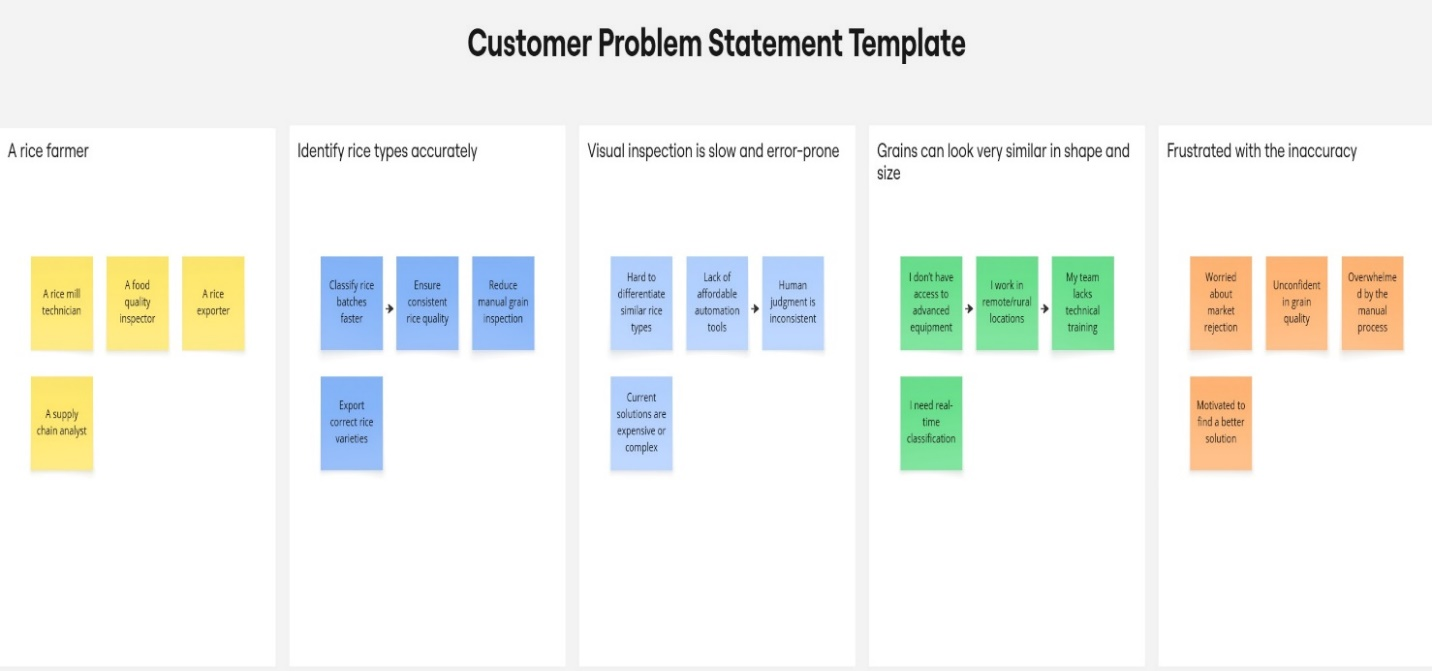 Customer Problem Statement Template
A rice farmer
A rice mill
technician
A food
quality
inspector
A rice
exporter
A supply
chain analyst
Identify rice types accurately
Classify rice
batches
faster
Ensure
consistent
rice quality
Reduce
manual grain
inspection
Export
correct rice
varieties
Visual inspection is slow and error-prone
Hard to
differentiate
similar rice
types
Lack of
affordable
automation
tools
Human
judgment is
inconsistent
Current
solutions are
expensive or
complex
Grains can look very similar in shape and
size
I don't have
access to
advanced
equipment
I work in
remote/rural
locations
My team
lacks
technical
training
I need real-
time
classification
Frustrated with the inaccuracy
Worried
about
market
rejection
Unconfident
in grain
quality
Overwhelme
d by the
manual
process
Motivated to
find a better
solution